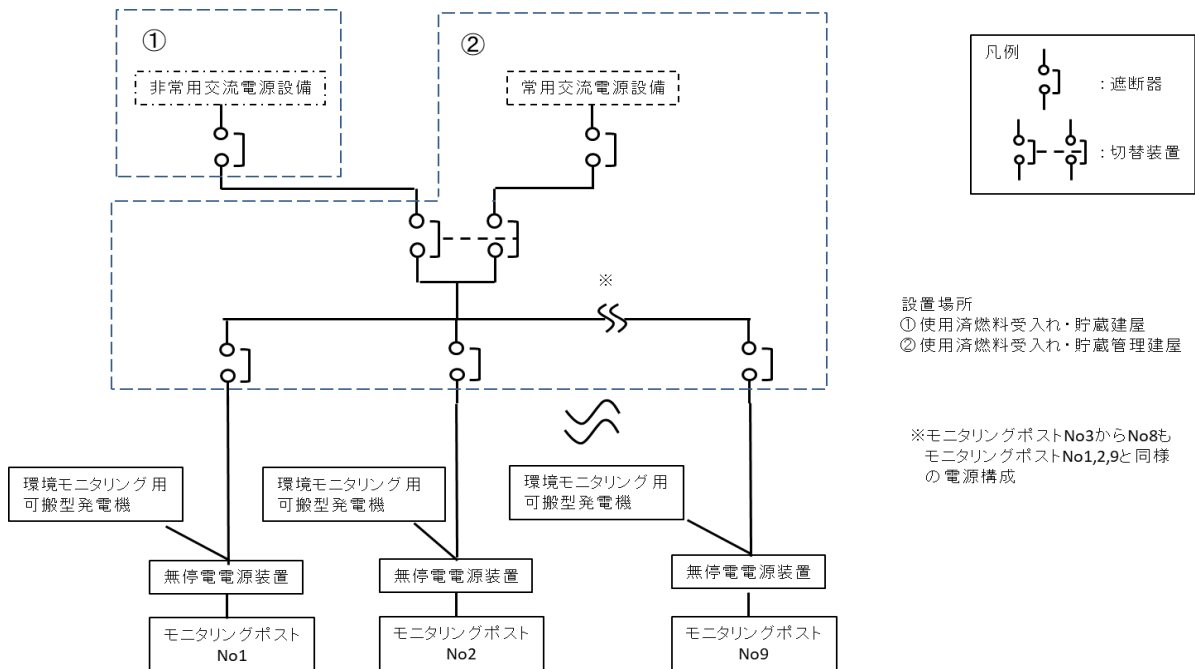 ①
非常用交流電源設備
②
常用交流電源設備
凡例
：遮断器
：切替装置
※
設置場所
①使用済燃料受入れ・貯蔵建屋
②使用済燃料受入れ・貯蔵管理建屋
※モニタリングポストNo3からNo8も
モニタリングポストNo1,2,9と同様
の電源構成
環境モニタリング用
可搬型発電機
環境モニタリング用
可搬型発電機
環境モニタリング用
可搬型発電機
無停電電源装置
無停電電源装置
無停電電源装置
モニタリングポスト
No1
モニタリングポスト
No2
モニタリングポスト
No9